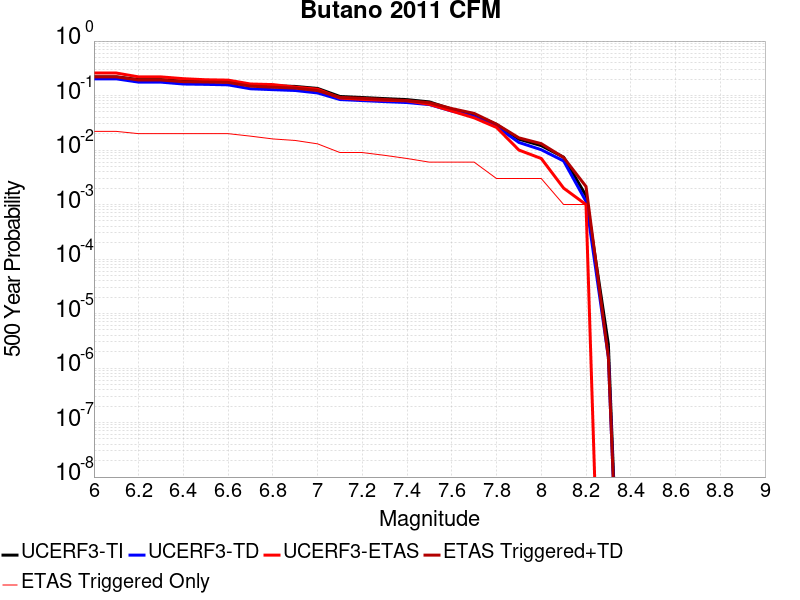 Butano 2011 CFM
500 Year Probability
10^0
10^-1
10^-2
10^-3
10^-4
10^-5
10^-6
10^-7
10^-8
6 6.2 6.4 6.6 6.8 7 7.2 7.4 7.6 7.8 8 8.2 8.4 8.6 8.8 9
Magnitude
UCERF3-TI UCERF3-TD UCERF3-ETAS ETAS Triggered+TD
ETAS Triggered Only